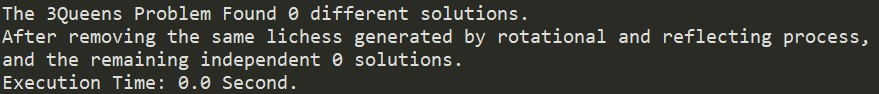 The 3Queens Problem Found 0 different solutions.
After removing the same lichess generated by rotational and reflecting process,
and the remaining independent 0 solutions.
Execution Time: 0.0 Second.